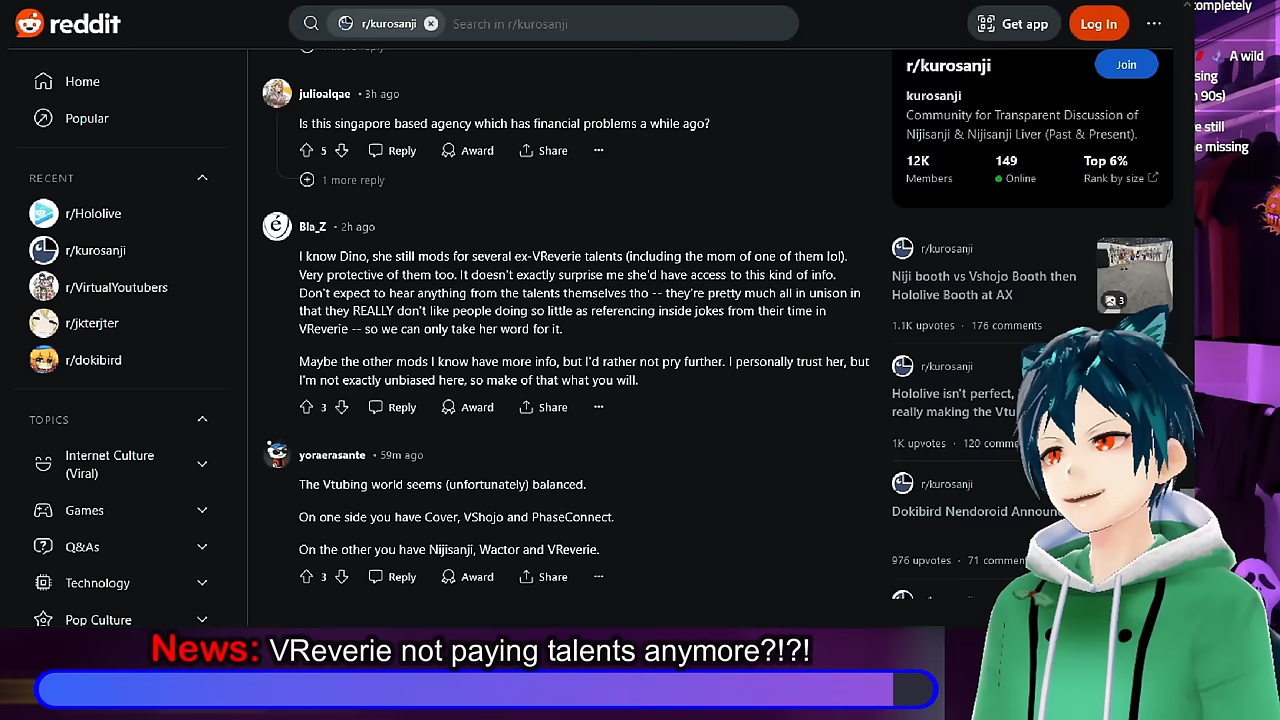 reddit
r/kurosanji
Search in r/kurosanji
Get app
Log In
Home
Popular
RECENT
r/Hololive
r/kurosanji
r/VirtualYoutubers
r/jkterjter
r/dokibird
TOPICS
Internet Culture
(Viral)
Games
Q&As
Technology
Pop Culture
julioalqae • 3h ago
Is this singapore based agency which has financial problems a while ago?
5 Reply Award Share
1 more reply
Bla_Z • 2h ago
I know Dino, she still mods for several ex-VReverie talents (including the mom of one of them lol).
Very protective of them too. It doesn't exactly surprise me she'd have access to this kind of info.
Don't expect to hear anything from the talents themselves tho -- they're pretty much all in unison in
that they REALLY don't like people doing so little as referencing inside jokes from their time in
VReverie -- so we can only take her word for it.
Maybe the other mods I know have more info, but I'd rather not pry further. I personally trust her, but
I'm not exactly unbiased here, so make of that what you will.
3 Reply Award Share
yoraerasante • 59m ago
The Vtubing world seems (unfortunately) balanced.
On one side you have Cover, VShojo and PhaseConnect.
On the other you have Nijisanji, Wactor and VReverie.
3 Reply Award Share
r/kurosanji
Join
kurosanji
Community for Transparent Discussion of
Nijisanji & Nijisanji Liver (Past & Present).
12K 149 Top 6%
Members Online Rank by size
r/kurosanji
Niji booth vs Vshojo Booth then
Hololive Booth at AX
3
1.1K upvotes • 176 comments
r/kurosanji
Hololive isn't perfect,
really making the Vtu
1K upvotes • 120 comme
r/kurosanji
Dokibird Nendoroid Announ
976 upvotes • 71 commen
completely
A wild
sing
90s)
e still
e missing
News: VReverie not paying talents anymore?!?!